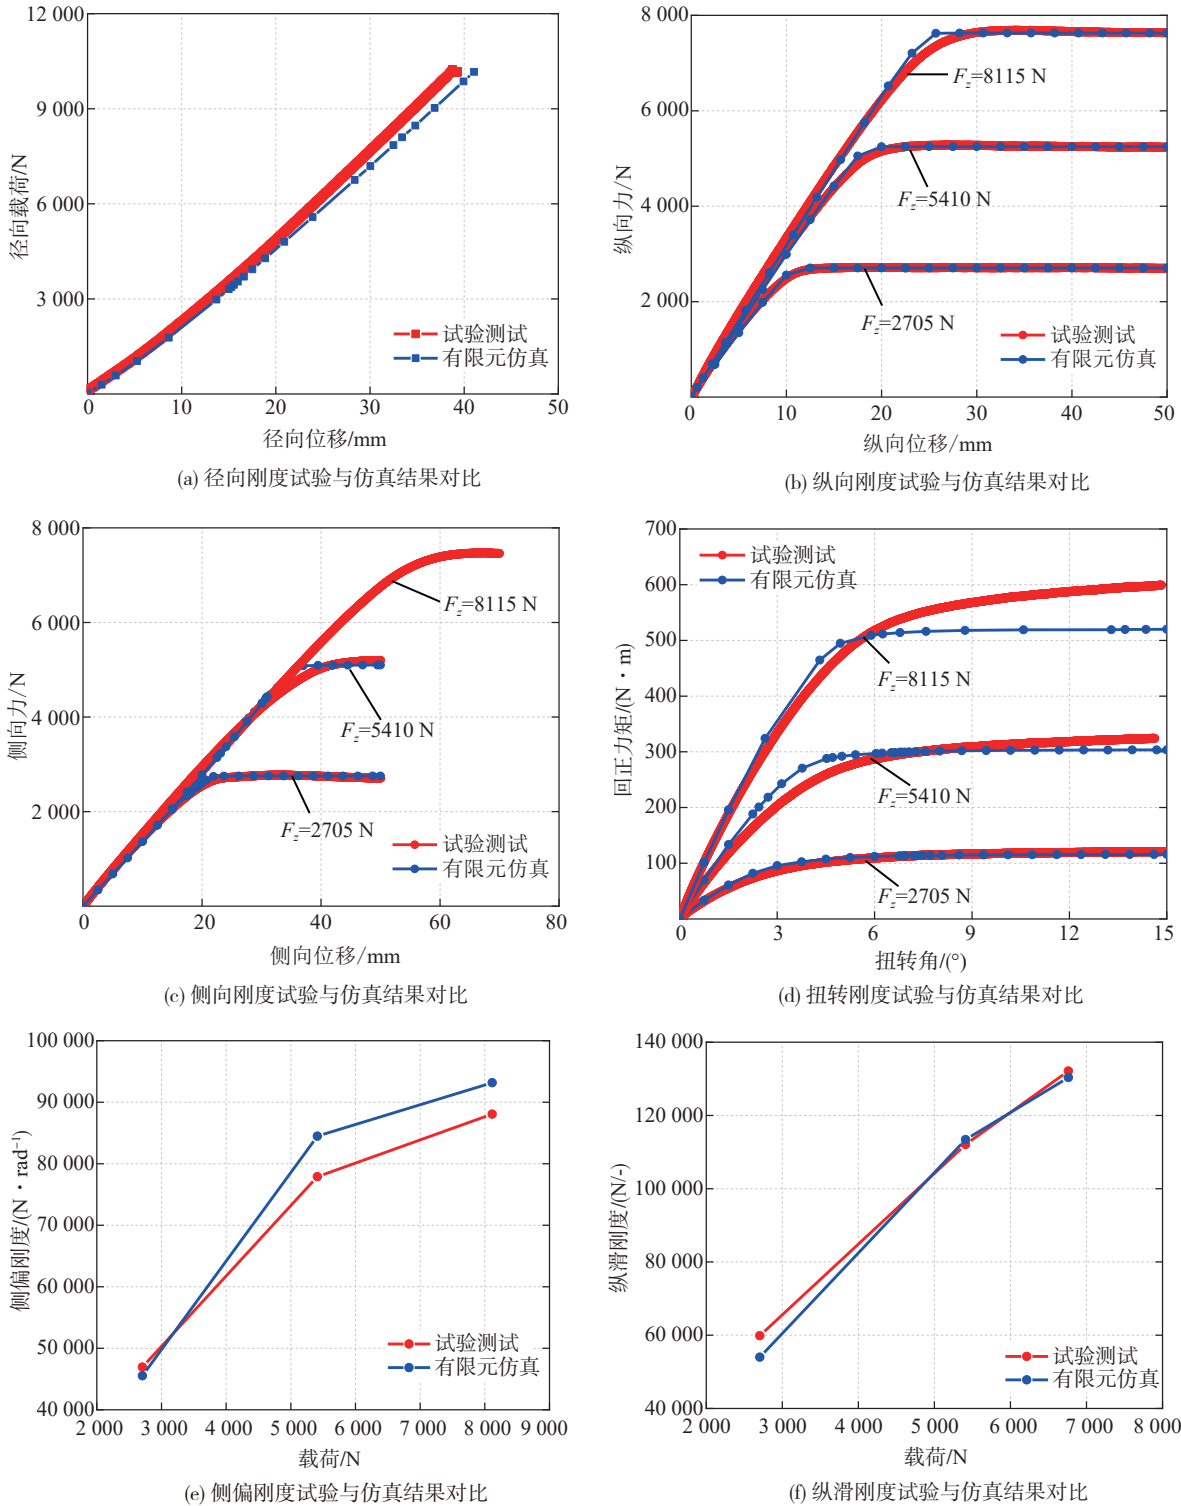 12 000
9 000
6 000
3 000
0
10
20
30
40
50
径向载荷/N
径向位移/mm
试验测试
有限元仿真
(a) 径向刚度试验与仿真结果对比
8 000
6 000
4 000
2 000
0
10
20
30
40
50
纵向力/N
纵向位移/mm
F_z=8115 N
F_z=5410 N
F_z=2705 N
试验测试
有限元仿真
(b) 纵向刚度试验与仿真结果对比
8 000
6 000
4 000
2 000
0
20
40
60
80
侧向力/N
侧向位移/mm
F_z=8115 N
F_z=5410 N
F_z=2705 N
试验测试
有限元仿真
(c) 侧向刚度试验与仿真结果对比
700
600
500
400
300
200
100
0
3
6
9
12
15
回正力矩/(N·m)
扭转角/(°)
试验测试
有限元仿真
F_z=8115 N
F_z=5410 N
F_z=2705 N
(d) 扭转刚度试验与仿真结果对比
100 000
90 000
80 000
70 000
60 000
50 000
40 000
2 000
3 000
4 000
5 000
6 000
7 000
8 000
9 000
侧偏刚度/(N·rad⁻¹)
载荷/N
试验测试
有限元仿真
(e) 侧偏刚度试验与仿真结果对比
140 000
120 000
100 000
80 000
60 000
40 000
2 000
3 000
4 000
5 000
6 000
7 000
8 000
纵滑刚度/(N/-)
载荷/N
试验测试
有限元仿真
(f) 纵滑刚度试验与仿真结果对比